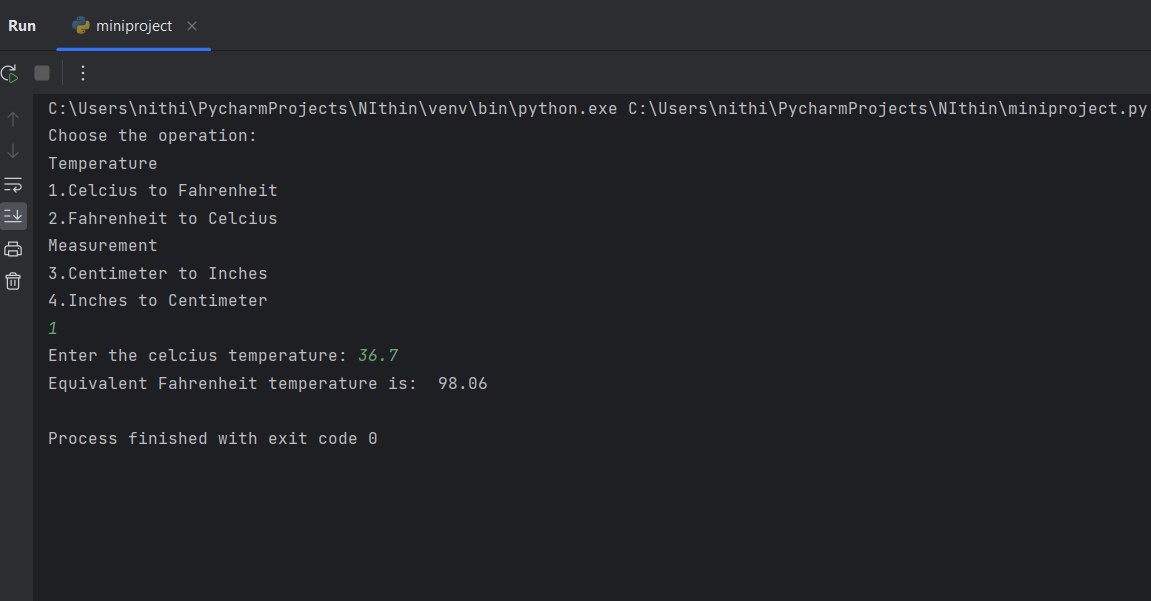 Run miniproject
C:\Users\nithi\PycharmProjects\NIthin\venv\bin\python.exe C:\Users\nithi\PycharmProjects\NIthin\miniproject.py
Choose the operation:
Temperature
1.Celcius to Fahrenheit
2.Fahrenheit to Celcius
Measurement
3.Centimeter to Inches
4.Inches to Centimeter
1
Enter the celcius temperature: 36.7
Equivalent Fahrenheit temperature is:  98.06
Process finished with exit code 0